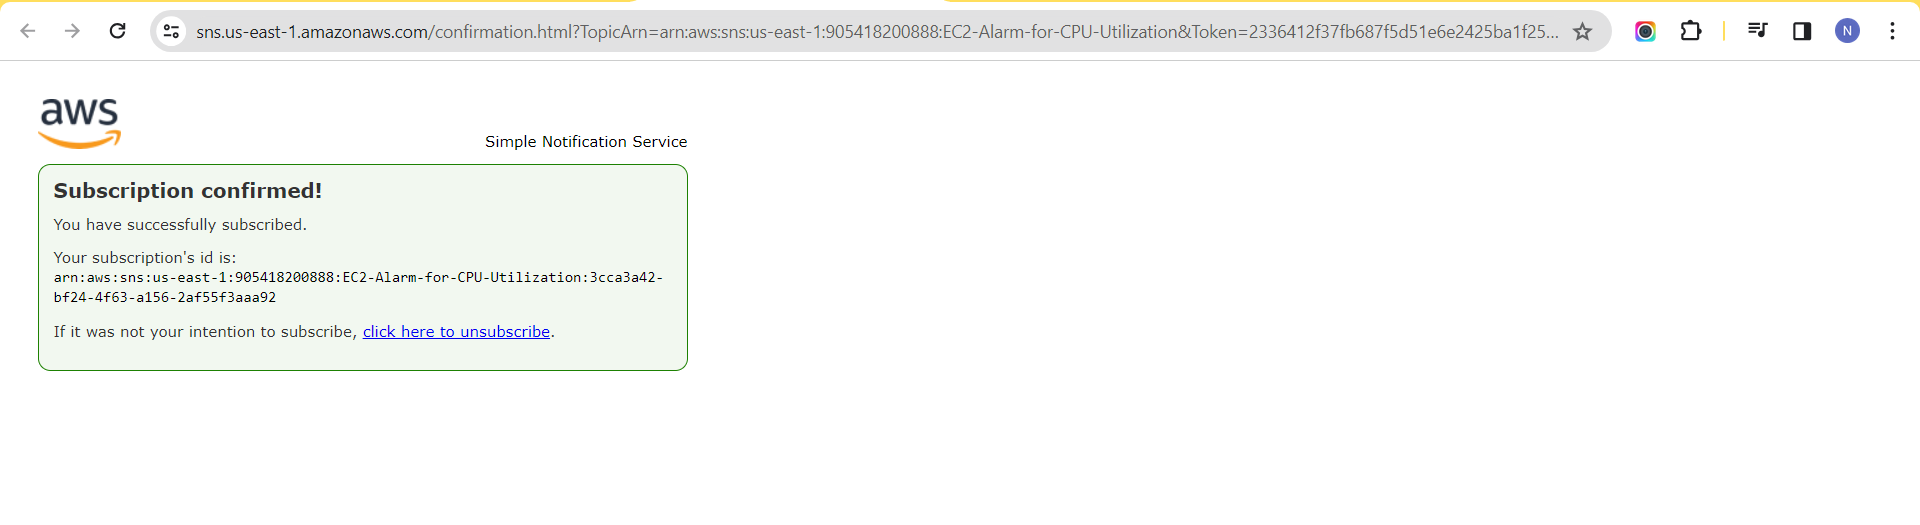 sns.us-east-1.amazonaws.com/confirmation.html?TopicArn=arn:aws:sns:us-east-1:905418200888:EC2-Alarm-for-CPU-Utilization&Token=2336412f37fb687f5d51e6e2425ba1f25...
N
aws
Simple Notification Service
Subscription confirmed!
You have successfully subscribed.
Your subscription's id is:
arn:aws:sns:us-east-1:905418200888:EC2-Alarm-for-CPU-Utilization:3cca3a42-
bf24-4f63-a156-2af55f3aaa92
If it was not your intention to subscribe, click here to unsubscribe.